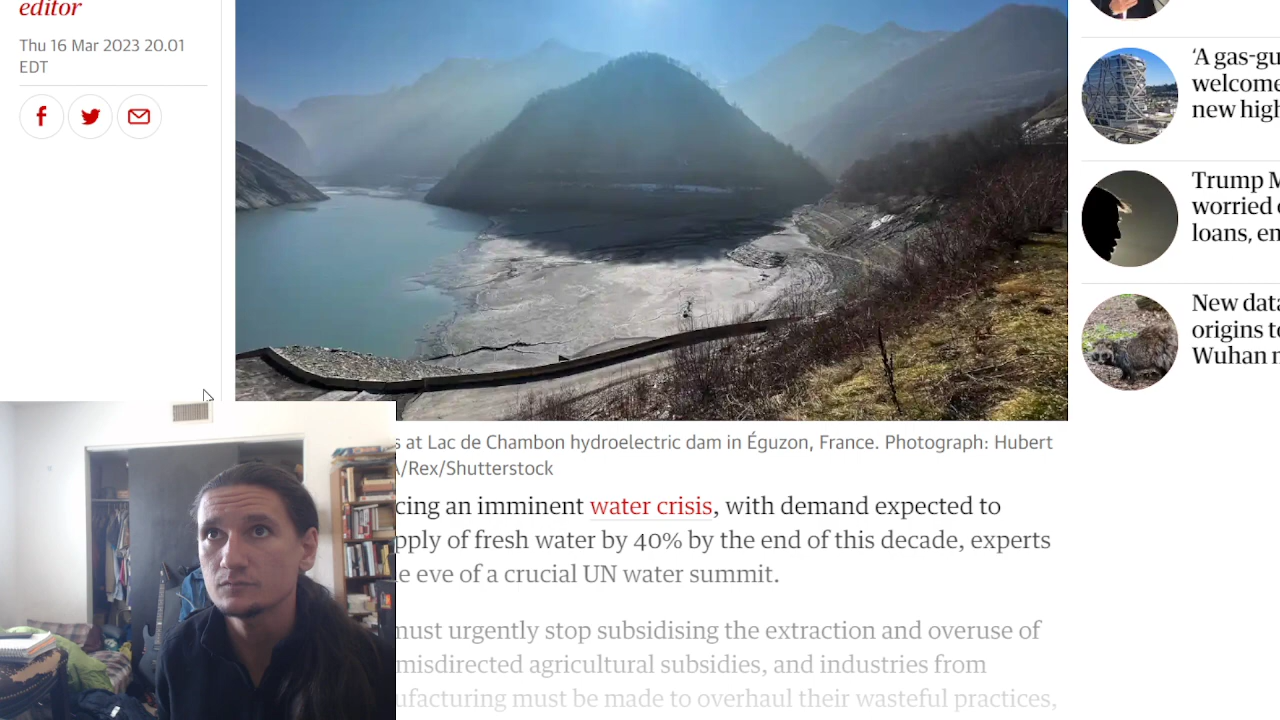 editor
Thu 16 Mar 2023 20.01
EDT
s at Lac de Chambon hydroelectric dam in Éguzon, France. Photograph: Hubert
A/Rex/Shutterstock
cing an imminent water crisis, with demand expected to
pply of fresh water by 40% by the end of this decade, experts
e eve of a crucial UN water summit.
must urgently stop subsidising the extraction and overuse of
misdirected agricultural subsidies, and industries from
ufacturing must be made to overhaul their wasteful practices,
‘A gas-gu
welcome
new high
Trump M
worried
loans, en
New data
origins to
Wuhan m